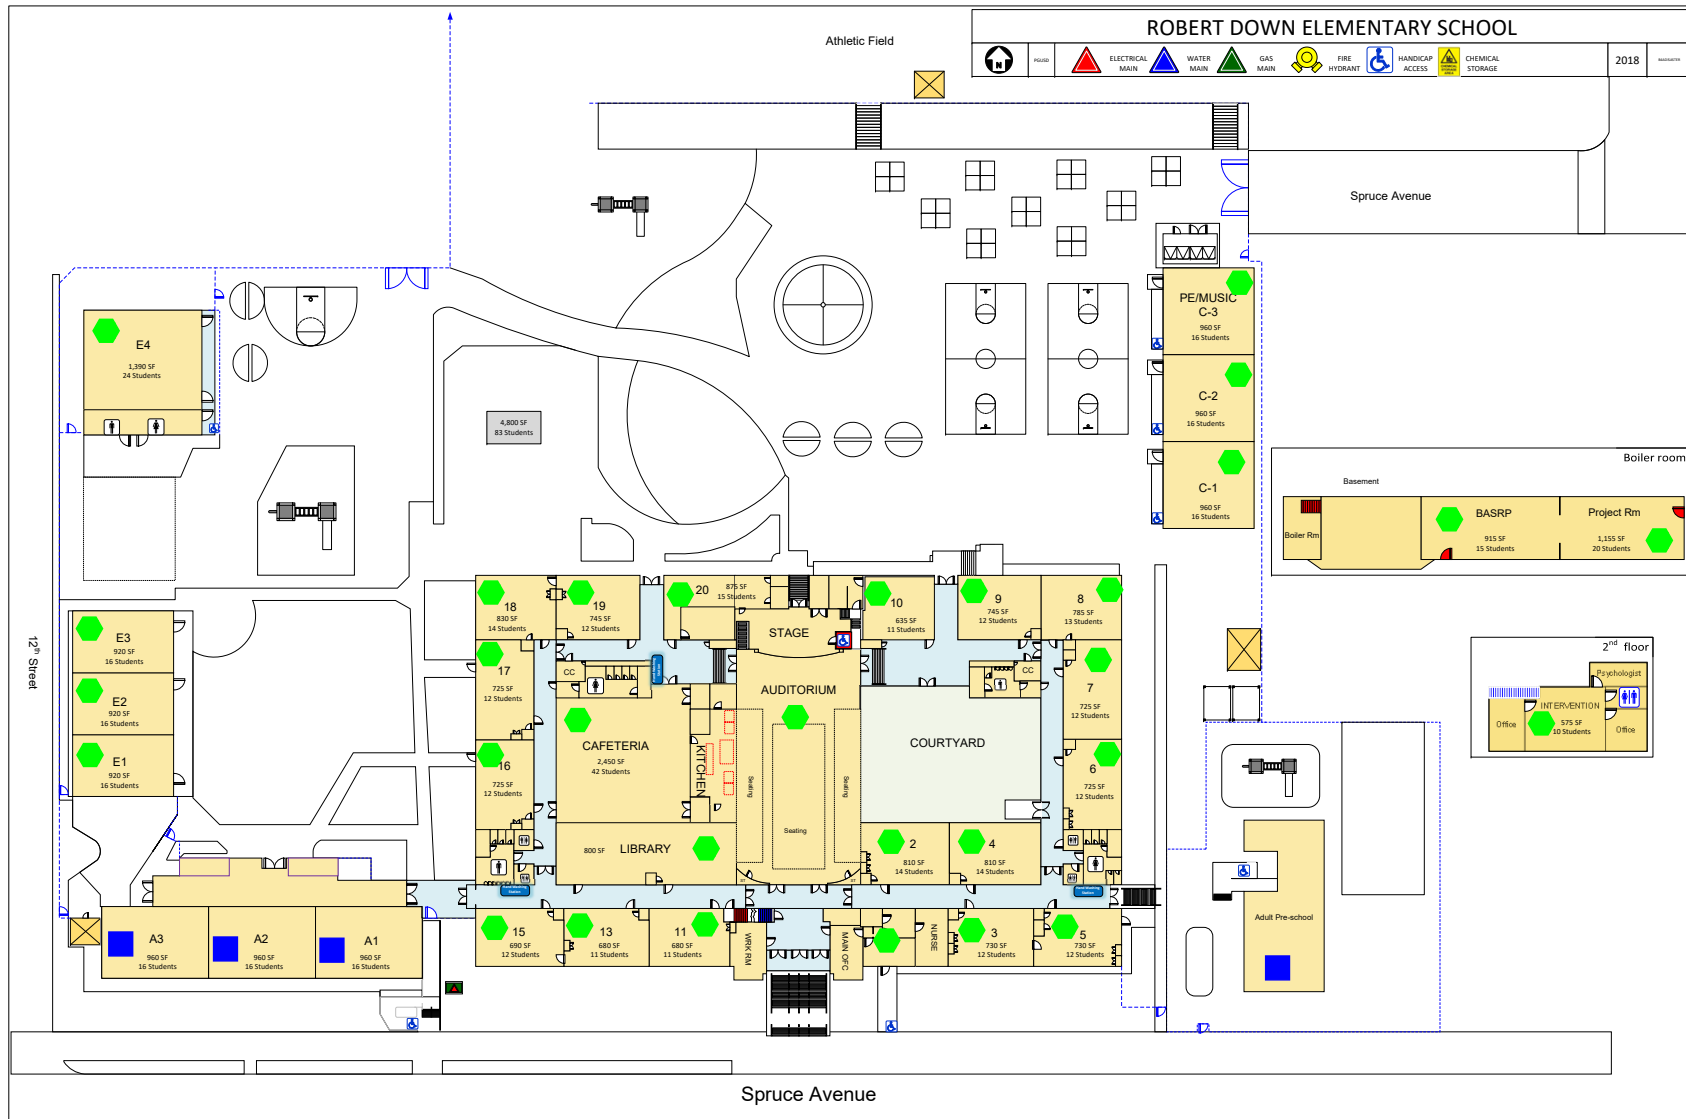 ROBERT DOWN ELEMENTARY SCHOOL
N
PGUSD
ELECTRICAL
MAIN
WATER
MAIN
GAS
MAIN
FIRE
HYDRANT
HANDICAP
ACCESS
CHEMICAL
STORAGE
2018
Athletic Field
Spruce Avenue
PE/MUSIC
C-3
960 SF
16 Students
C-2
960 SF
16 Students
C-1
960 SF
16 Students
E4
1,390 SF
24 Students
4,800 SF
83 Students
Boiler room
Basement
Boiler Rm
BASRP
915 SF
15 Students
Project Rm
1,155 SF
20 Students
18
830 SF
14 Students
19
745 SF
12 Students
20
875 SF
15 Students
STAGE
10
635 SF
11 Students
9
745 SF
12 Students
8
785 SF
13 Students
12th Street
E3
920 SF
16 Students
E2
920 SF
16 Students
E1
920 SF
16 Students
17
725 SF
12 Students
CC
AUDITORIUM
CC
7
725 SF
12 Students
2nd floor
Psychologist
INTERVENTION
575 SF
10 Students
Office
Office
CAFETERIA
2,450 SF
42 Students
KITCHEN
COURTYARD
16
725 SF
12 Students
6
725 SF
12 Students
Seating
Seating
Seating
800 SF
LIBRARY
2
810 SF
14 Students
4
810 SF
14 Students
Hand Washing
Station
Hand Washing
Station
A3
960 SF
16 Students
A2
960 SF
16 Students
A1
960 SF
16 Students
15
690 SF
12 Students
13
680 SF
11 Students
11
680 SF
11 Students
WRK RM
MAIN OFC
NURSE
3
730 SF
12 Students
5
730 SF
12 Students
Adult Pre-school
Spruce Avenue